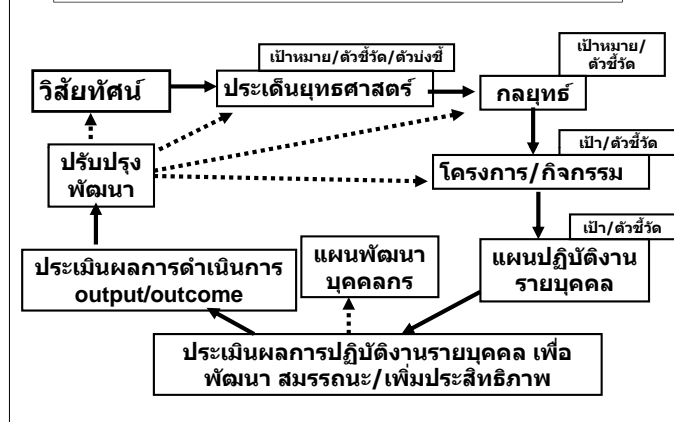 เป้าหมาย/ตัวชี้วัด/ตัวบ่งชี้
เป้าหมาย/
ตัวชี้วัด
วิสัยทัศน์
ประเด็นยุทธศาสตร์
กลยุทธ์
เป้า/ตัวชี้วัด
ปรับปรุง
พัฒนา
โครงการ/กิจกรรม
เป้า/ตัวชี้วัด
ประเมินผลการดำเนินการ
output/outcome
แผนพัฒนา
บุคคลกร
แผนปฏิบัติงาน
รายบุคคล
ประเมินผลการปฏิบัติงานรายบุคคล เพื่อ
พัฒนา สมรรถนะ/เพิ่มประสิทธิภาพ